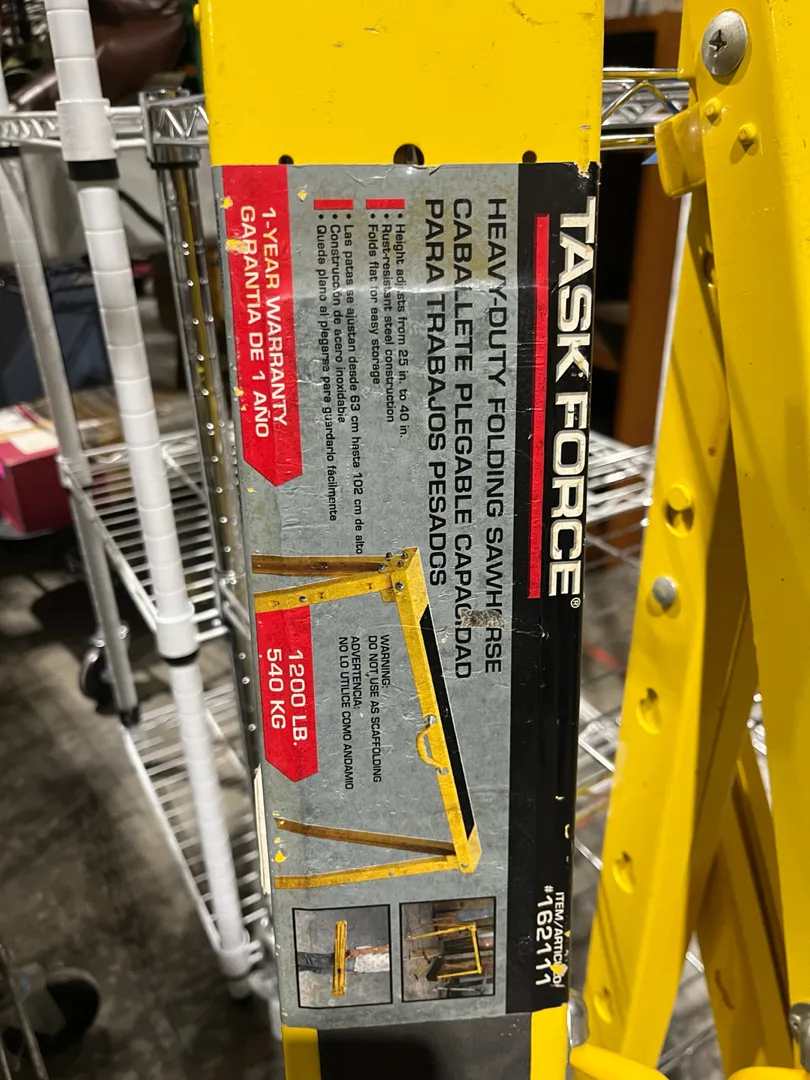 TASK FORCE®
HEAVY-DUTY FOLDING SAWHORSE
CABALLETE PLEGABLE CAPACIDAD
PARA TRABAJOS PESADOS
• Height adjusts from 25 in. to 40 in.
• Rust-resistant steel construction
• Folds flat for easy storage
• Las patas se ajustan desde 63 cm hasta 102 cm de alto
• Construcción de acero inoxidable
• Queda plano al plegarse para guardarlo fácilmente
1-YEAR WARRANTY
GARANTIA DE 1 AÑO
WARNING:
DO NOT USE AS SCAFFOLDING
ADVERTENCIA:
NO LO UTILICE COMO ANDAMIO
1200 LB.
540 KG
ITEM/ARTICULO/
#162111